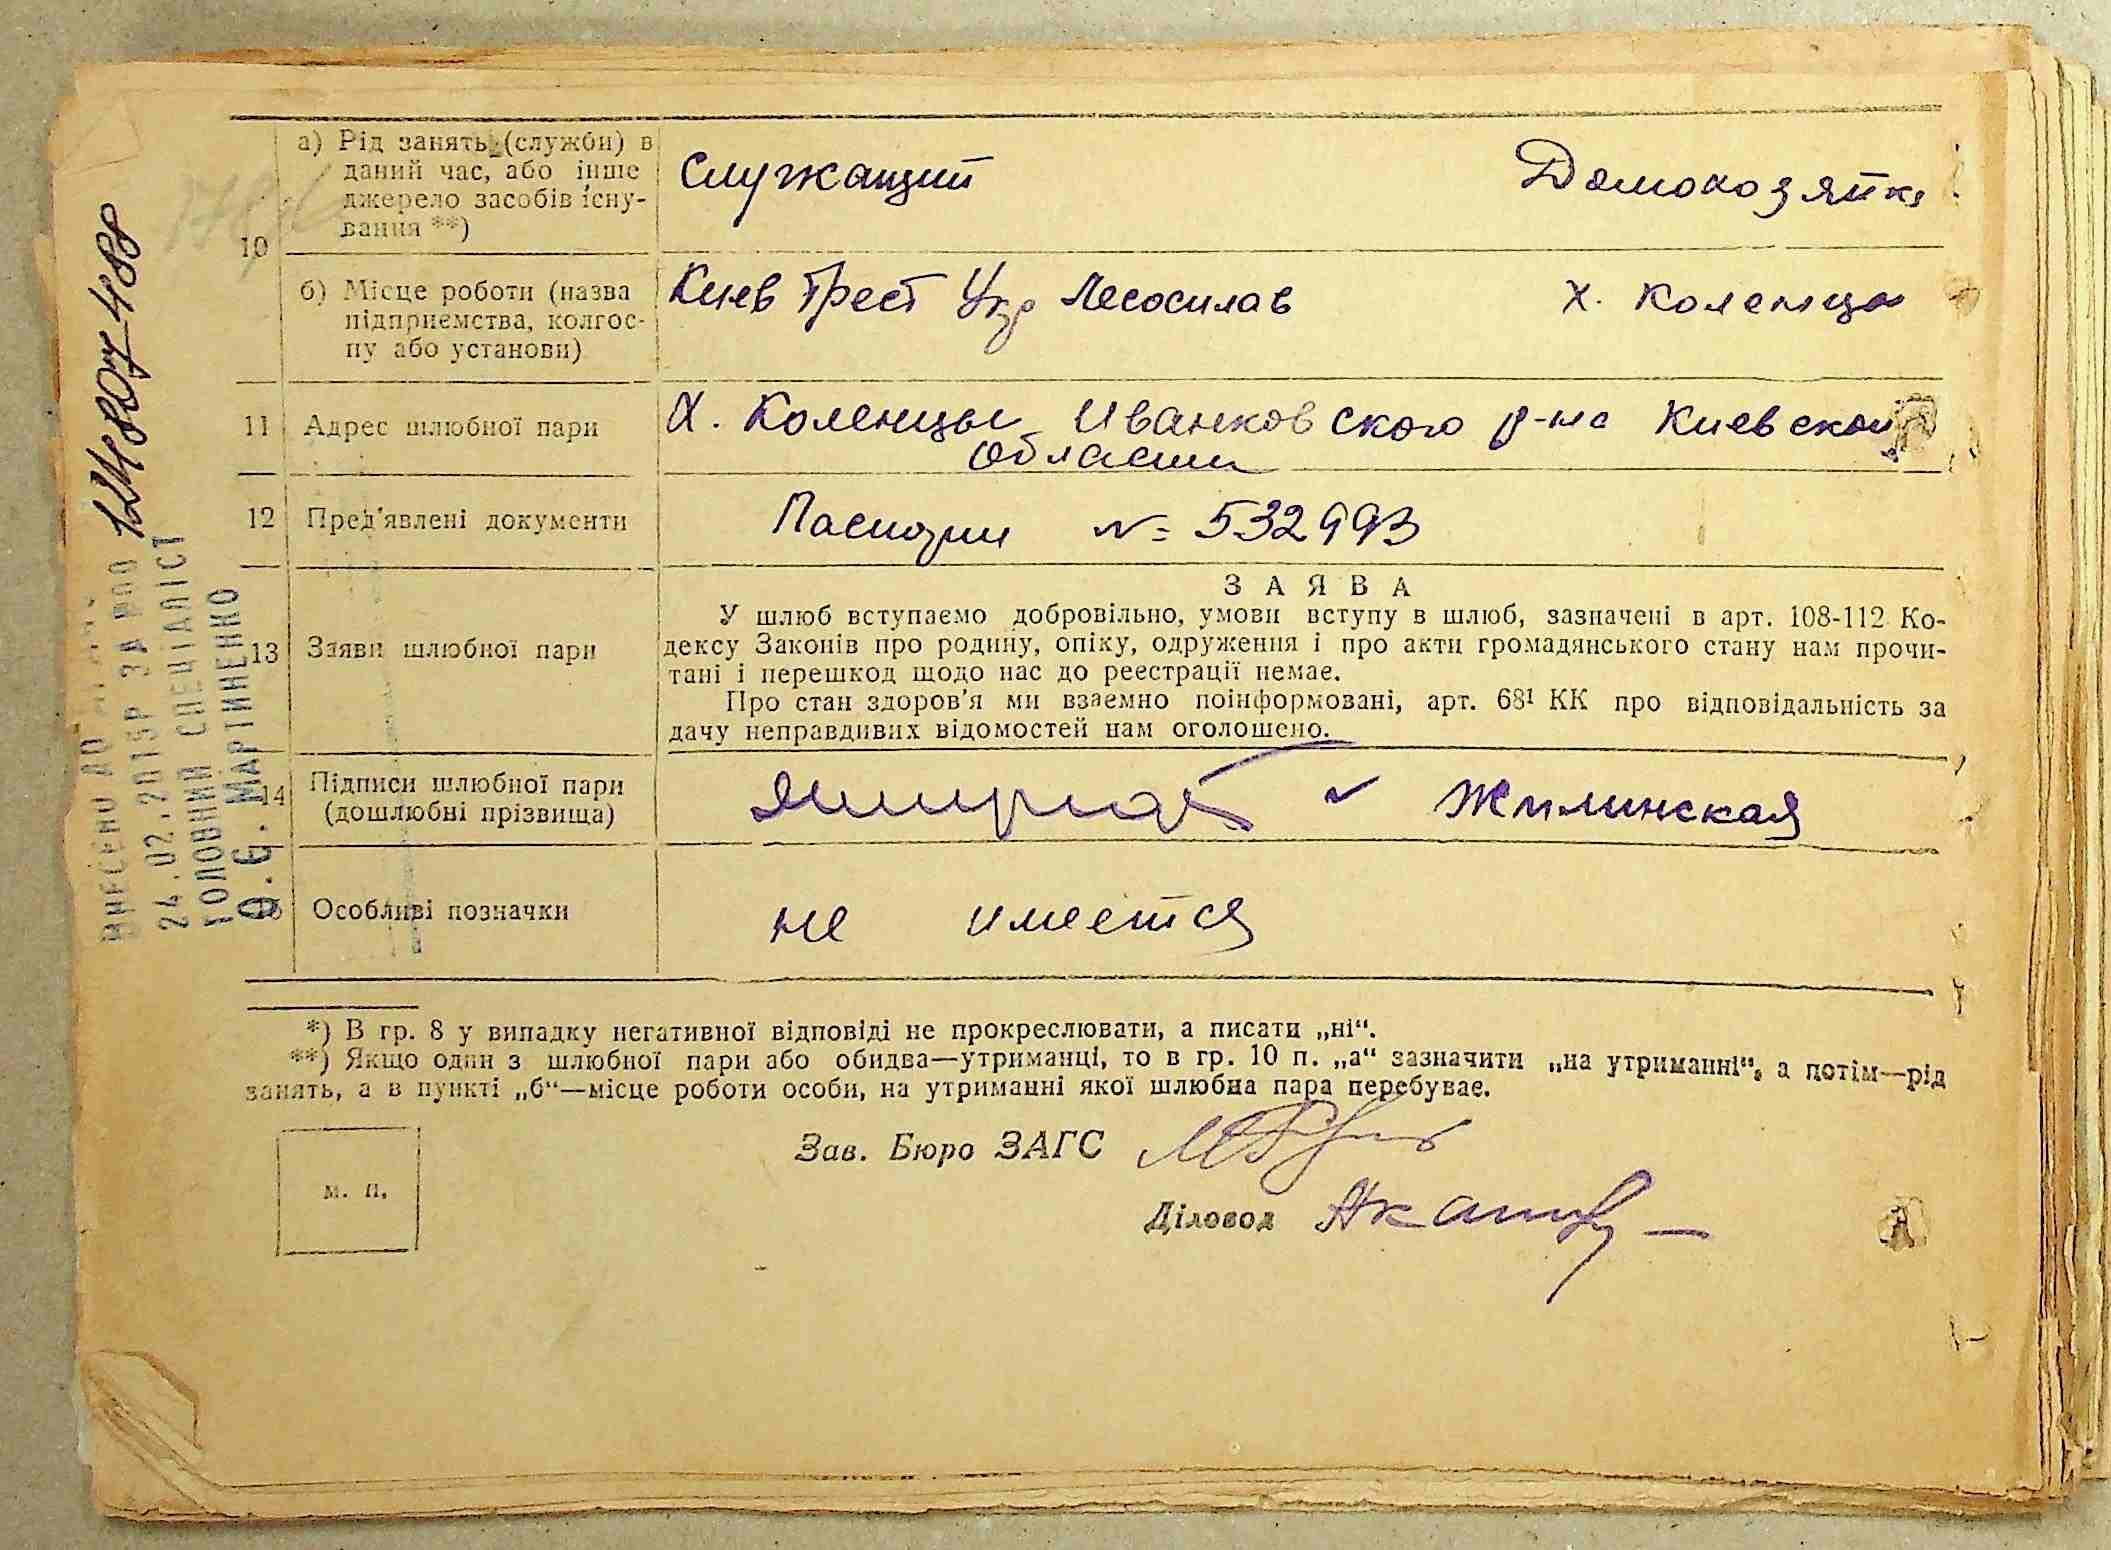 10
а) Рід занять (служби) в
даний час, або інше
джерело засобів існу-
вання **)
Служащий
Домохозяйка
б) Місце роботи (назва
підприємства, колгос-
пу або установи)
Киев Трест Укр Лесосплав
х. Коленцы
11 Адрес шлюбної пари
х. Коленцы Иванковского р-на Киевской
области
12 Пред'явлені документи
Паспорт № 532993
13 Заяви шлюбної пари
ЗАЯВА
У шлюб вступаємо добровільно, умови вступу в шлюб, зазначені в арт. 108-112 Ко-
дексу Законів про родину, опіку, одруження і про акти громадянського стану нам прочи-
тані і перешкод щодо нас до реєстрації немає.
Про стан здоров'я ми взаємно поінформовані, арт. 68¹ КК про відповідальність за
дачу неправдивих відомостей нам оголошено.
14 Підписи шлюбної пари
(дошлюбні прізвища)
Жилинская
Особливі позначки
не имеется
*) В гр. 8 у випадку негативної відповіді не прокреслювати, а писати „ні“.
**) Якщо один з шлюбної пари або обидва—утриманці, то в гр. 10 п. „а“ зазначити „на утриманні“, а потім—рід
занять, а в пункті „б“—місце роботи особи, на утриманні якої шлюбна пара перебуває.
м. п.
Зав. Бюро ЗАГС
Діловод
ВНЕСЕНО ДО
24.02.2015Р ЗА №00
ГОЛОВНИЙ СПЕЦІАЛІСТ
О.Є. МАРТИНЕНКО